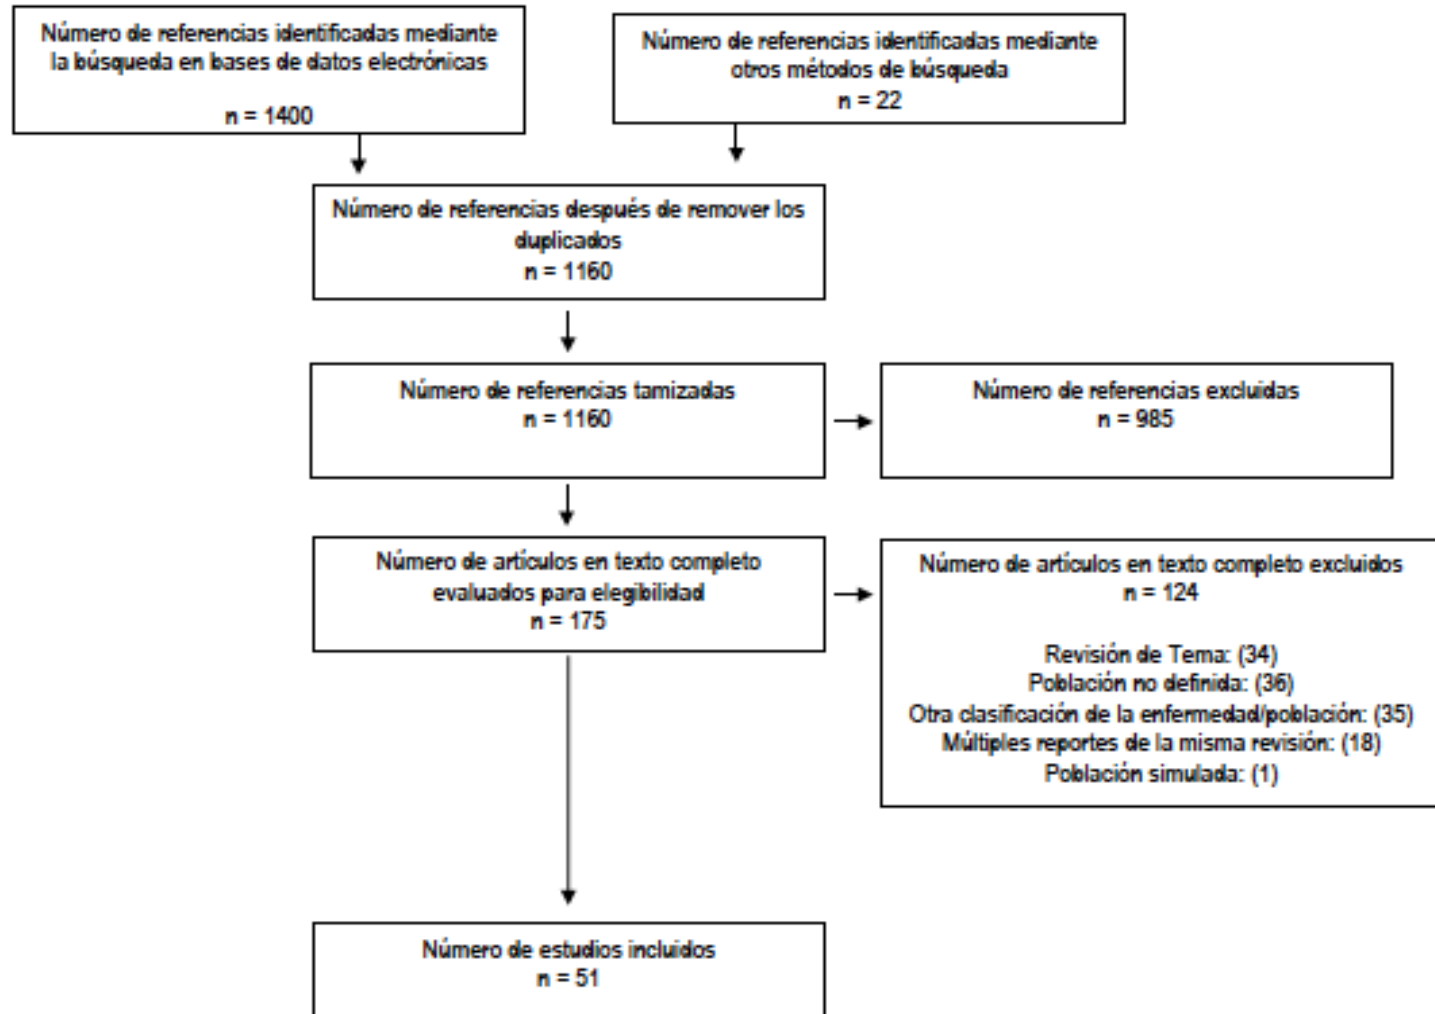 Número de referencias identificadas mediante
la búsqueda en bases de datos electrónicas
n = 1400
Número de referencias identificadas mediante
otros métodos de búsqueda
n = 22
Número de referencias después de remover los
duplicados
n = 1160
Número de referencias tamizadas
n = 1160
Número de referencias excluidas
n = 985
Número de artículos en texto completo
evaluados para elegibilidad
n = 175
Número de artículos en texto completo excluidos
n = 124
Revisión de Tema: (34)
Población no definida: (36)
Otra clasificación de la enfermedad/población: (35)
Múltiples reportes de la misma revisión: (18)
Población simulada: (1)
Número de estudios incluidos
n = 51